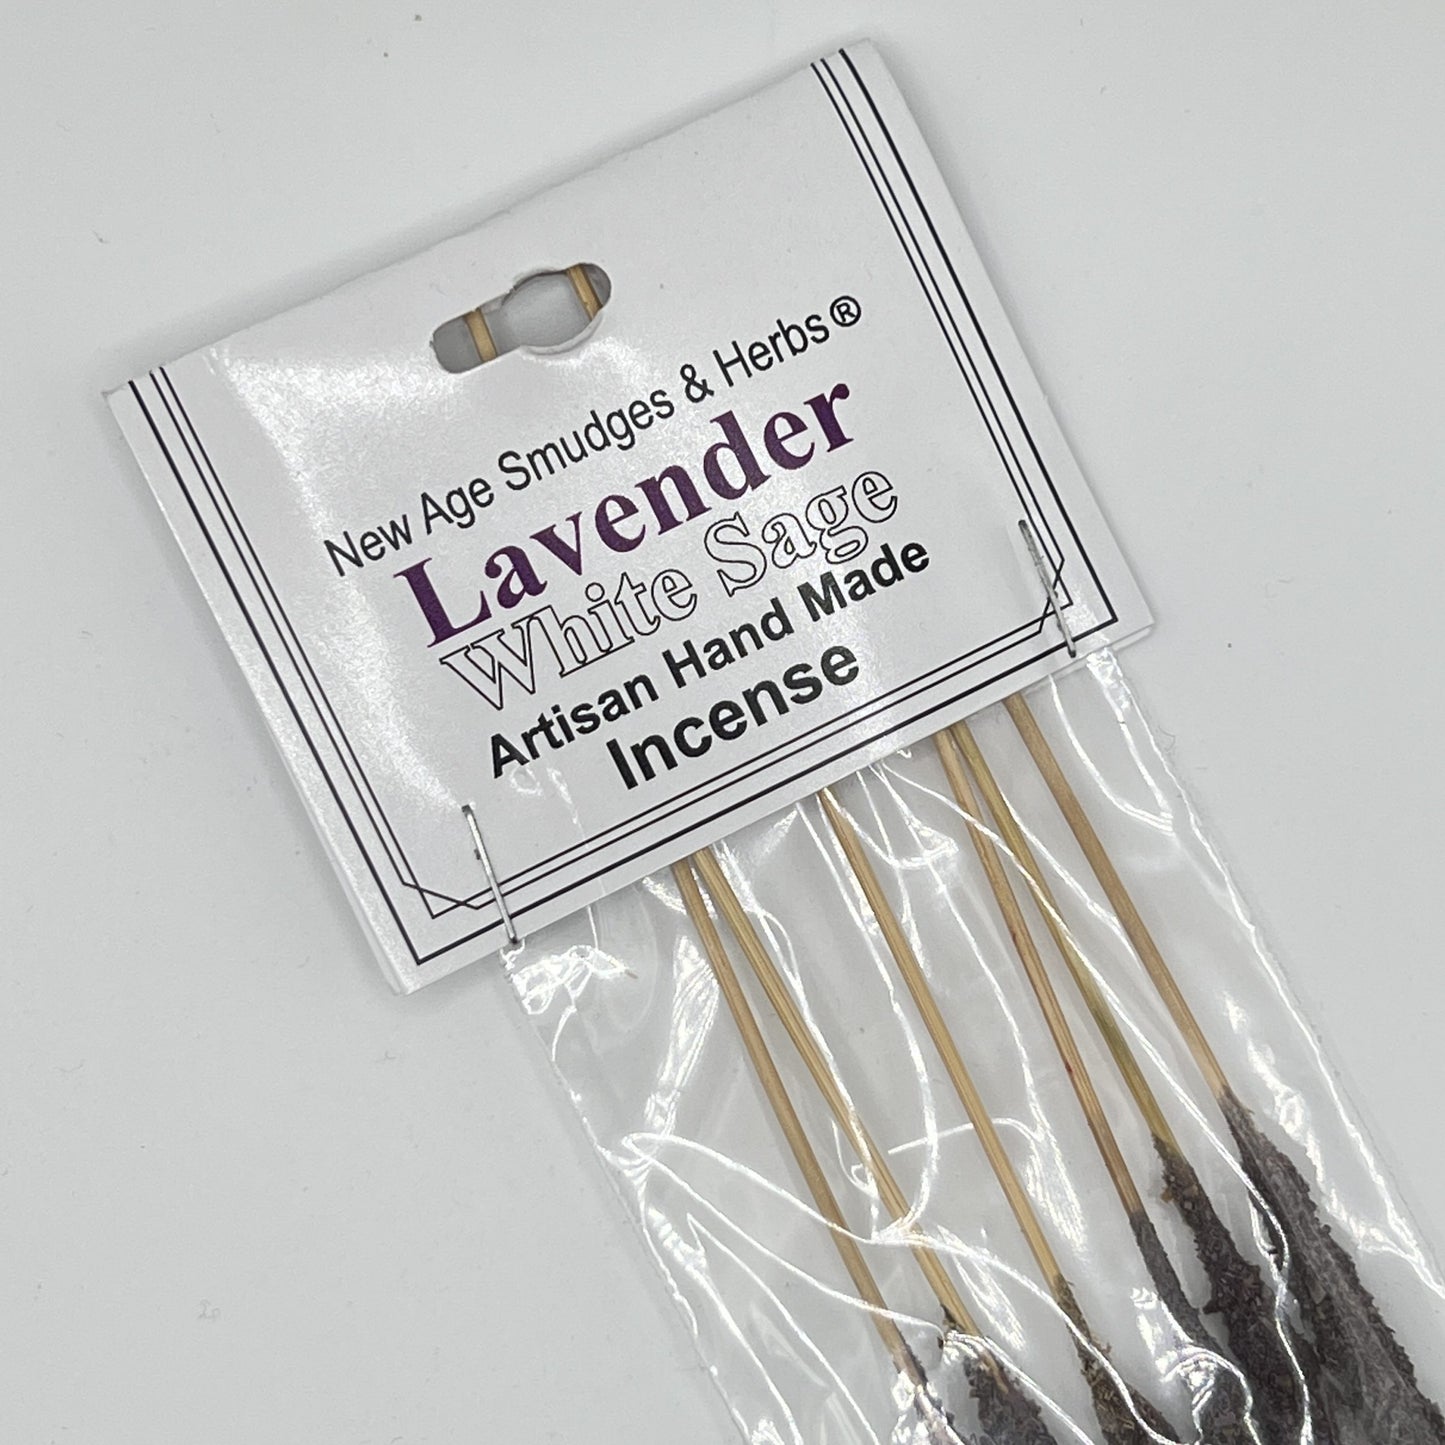 New Age Smudges & Herbs®
Lavender
White Sage
Artisan Hand Made
Incense